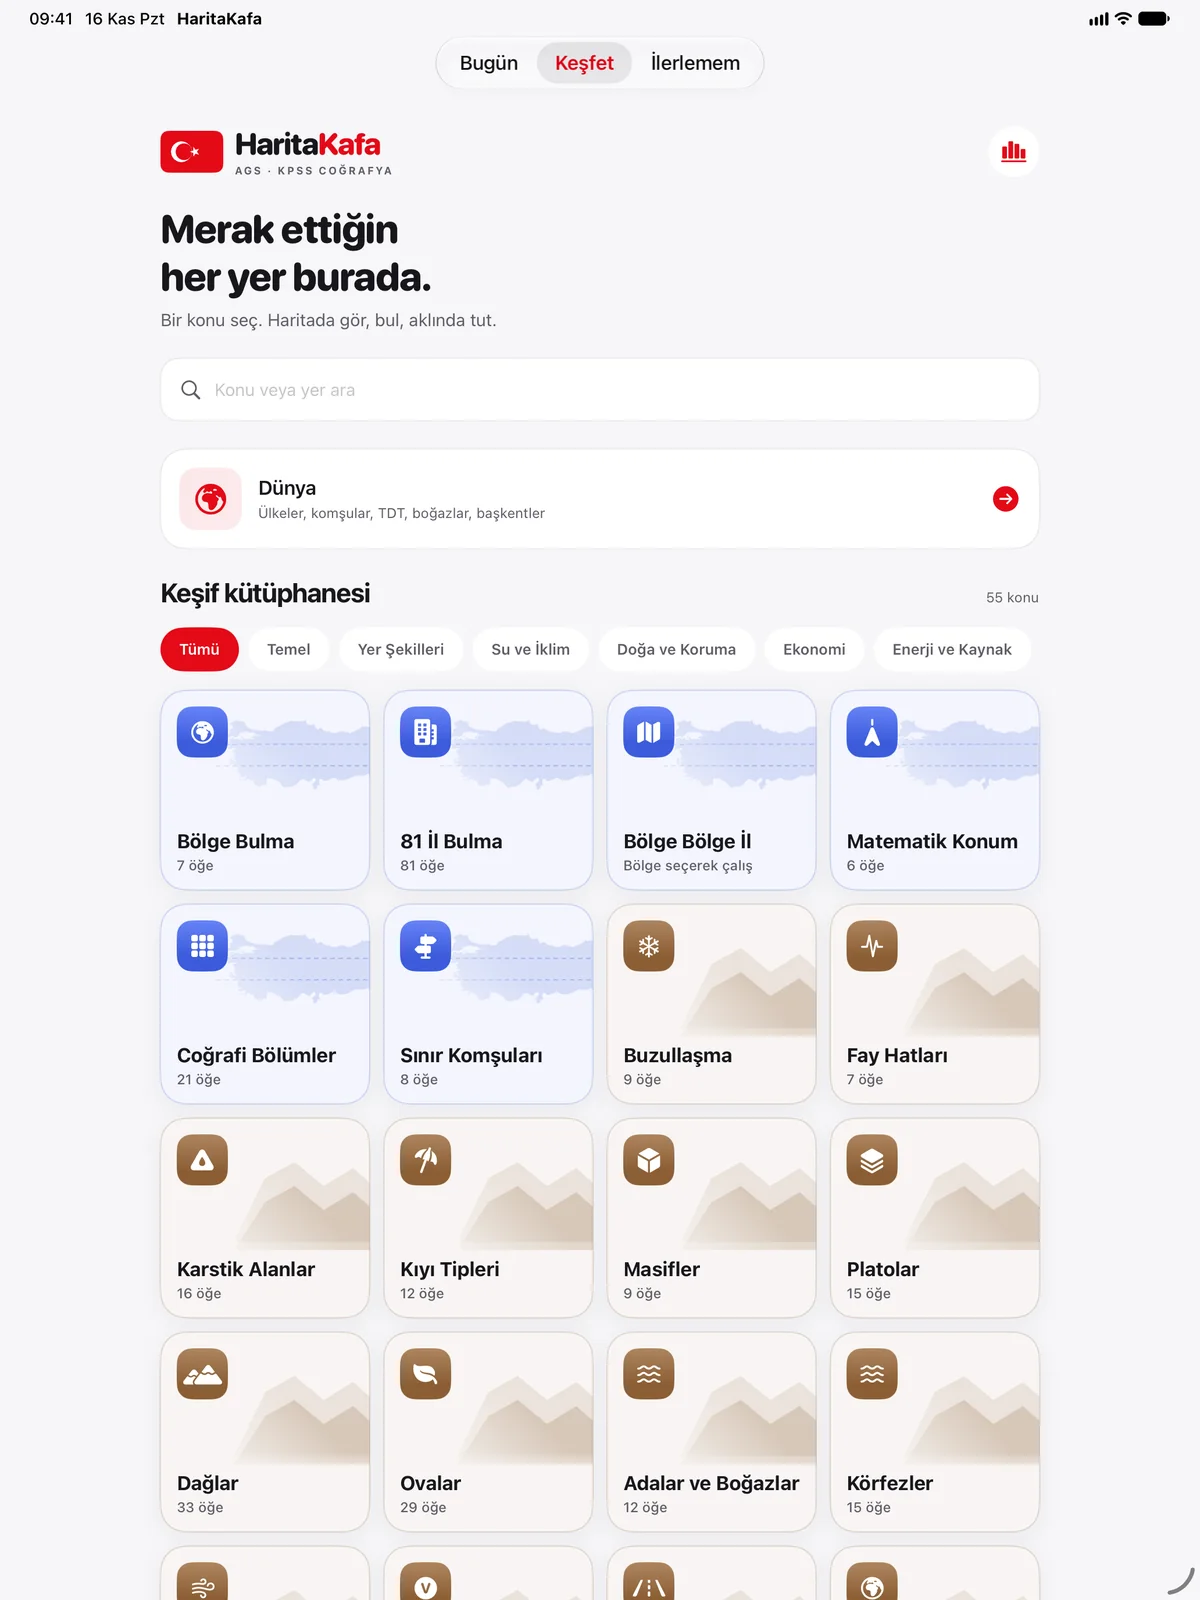 09:41 16 Kas Pzt HaritaKafa
Bugün Keşfet İlerlemem
HaritaKafa
AGS · KPSS COĞRAFYA
Merak ettiğin
her yer burada.
Bir konu seç. Haritada gör, bul, aklında tut.
Konu veya yer ara
Dünya
Ülkeler, komşular, TDT, boğazlar, başkentler
Keşif kütüphanesi
55 konu
Tümü Temel Yer Şekilleri Su ve İklim Doğa ve Koruma Ekonomi Enerji ve Kaynak
Bölge Bulma
7 öğe
81 İl Bulma
81 öğe
Bölge Bölge İl
Bölge seçerek çalış
Matematik Konum
6 öğe
Coğrafi Bölümler
21 öğe
Sınır Komşuları
8 öğe
Buzullaşma
9 öğe
Fay Hatları
7 öğe
Karstik Alanlar
16 öğe
Kıyı Tipleri
12 öğe
Masifler
9 öğe
Platolar
15 öğe
Dağlar
33 öğe
Ovalar
29 öğe
Adalar ve Boğazlar
12 öğe
Körfezler
15 öğe
V